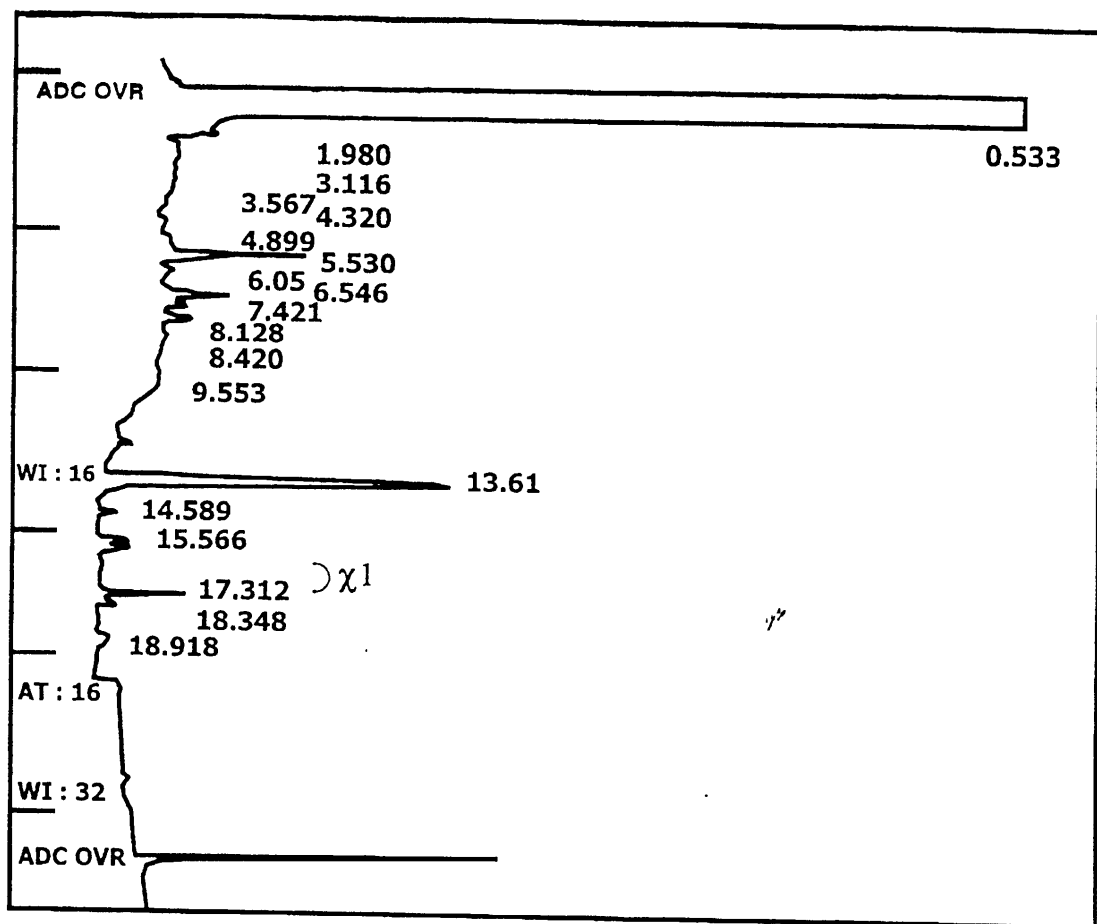 ADC OVR
0.533
1.980
3.116
3.567 4.320
4.899
5.530
6.05 6.546
7.421
8.128
8.420
9.553
WI : 16
13.61
14.589
15.566
17.312 ) χ1
18.348
18.918
AT : 16
WI : 32
ADC OVR